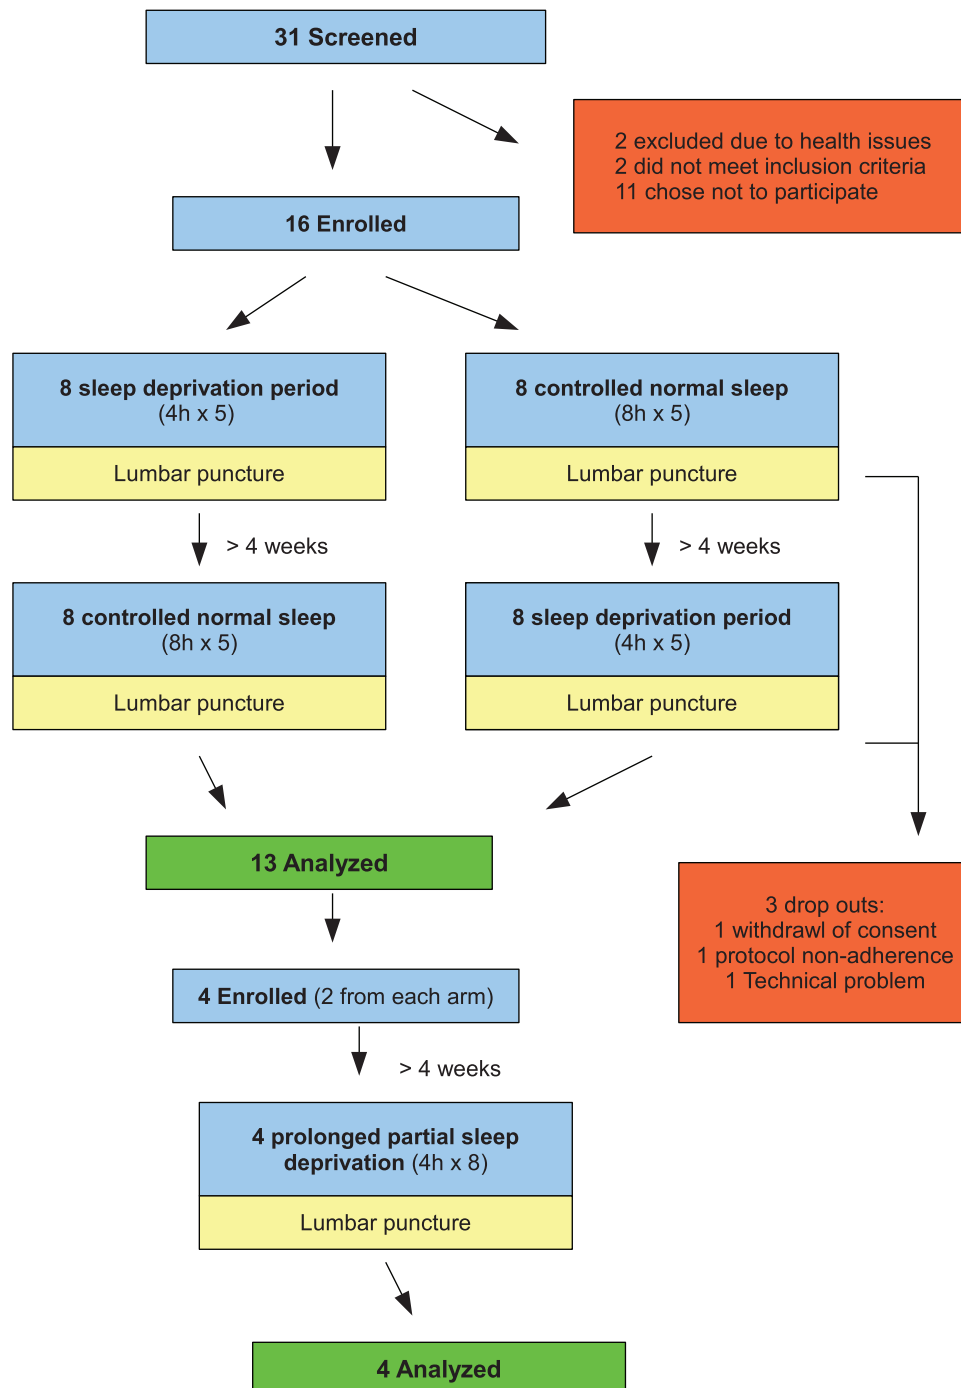 31 Screened
2 excluded due to health issues
2 did not meet inclusion criteria
11 chose not to participate
16 Enrolled
8 sleep deprivation period
(4h x 5)
Lumbar puncture
8 controlled normal sleep
(8h x 5)
Lumbar puncture
> 4 weeks
> 4 weeks
8 controlled normal sleep
(8h x 5)
Lumbar puncture
8 sleep deprivation period
(4h x 5)
Lumbar puncture
13 Analyzed
3 drop outs:
1 withdrawl of consent
1 protocol non-adherence
1 Technical problem
4 Enrolled (2 from each arm)
> 4 weeks
4 prolonged partial sleep
deprivation (4h x 8)
Lumbar puncture
4 Analyzed